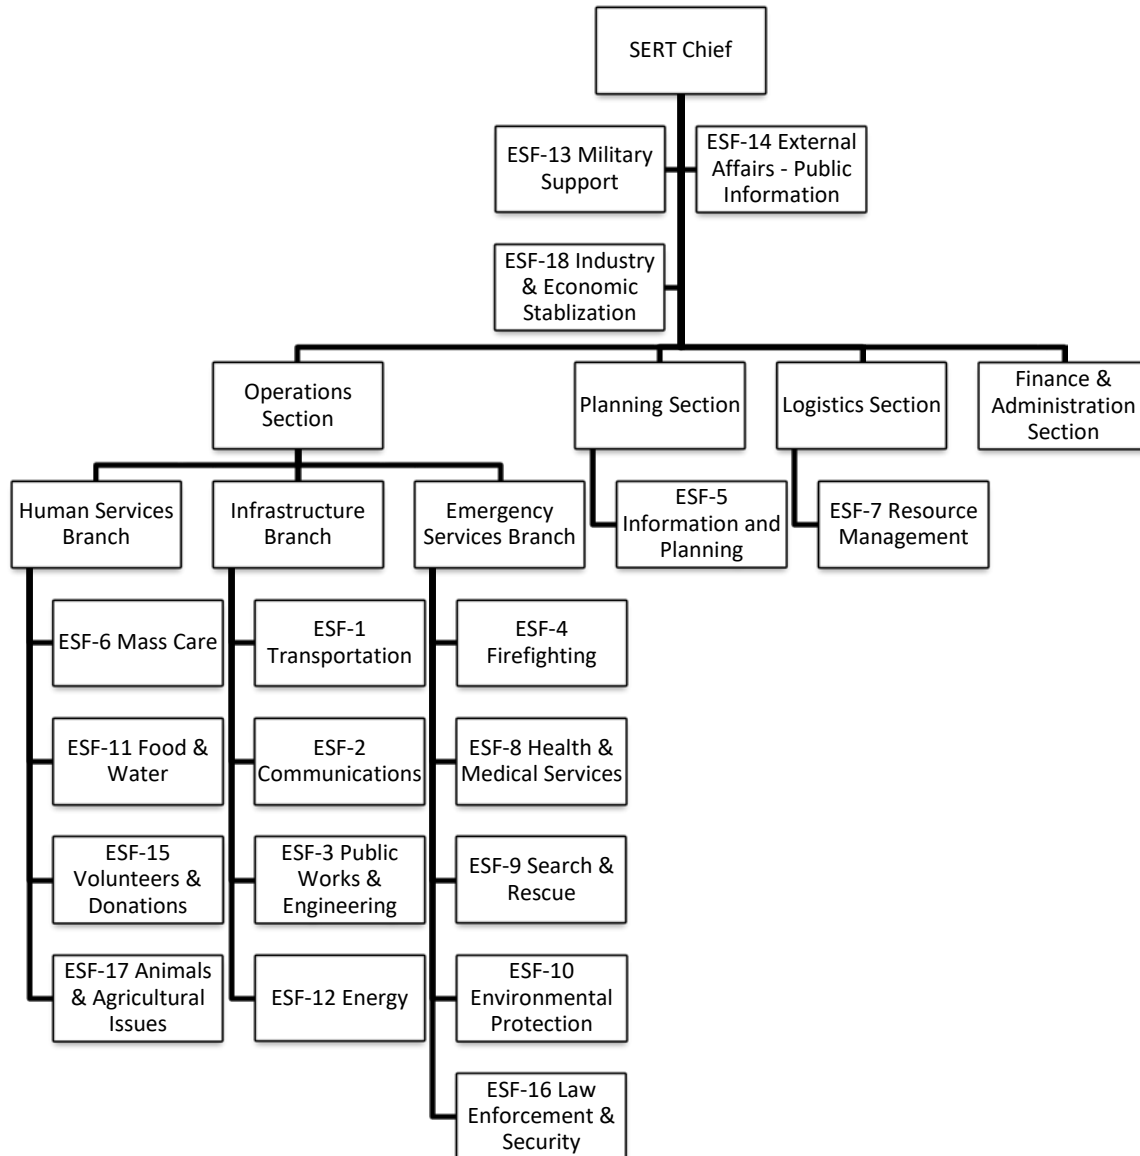 SERT Chief
ESF-13 Military
Support
ESF-14 External
Affairs - Public
Information
ESF-18 Industry
& Economic
Stablization
Operations
Section
Planning Section
Logistics Section
Finance &
Administration
Section
Human Services
Branch
Infrastructure
Branch
Emergency
Services Branch
ESF-5
Information and
Planning
ESF-7 Resource
Management
ESF-6 Mass Care
ESF-11 Food &
Water
ESF-15
Volunteers &
Donations
ESF-17 Animals
& Agricultural
Issues
ESF-1
Transportation
ESF-2
Communications
ESF-3 Public
Works &
Engineering
ESF-12 Energy
ESF-4
Firefighting
ESF-8 Health &
Medical Services
ESF-9 Search &
Rescue
ESF-10
Environmental
Protection
ESF-16 Law
Enforcement &
Security